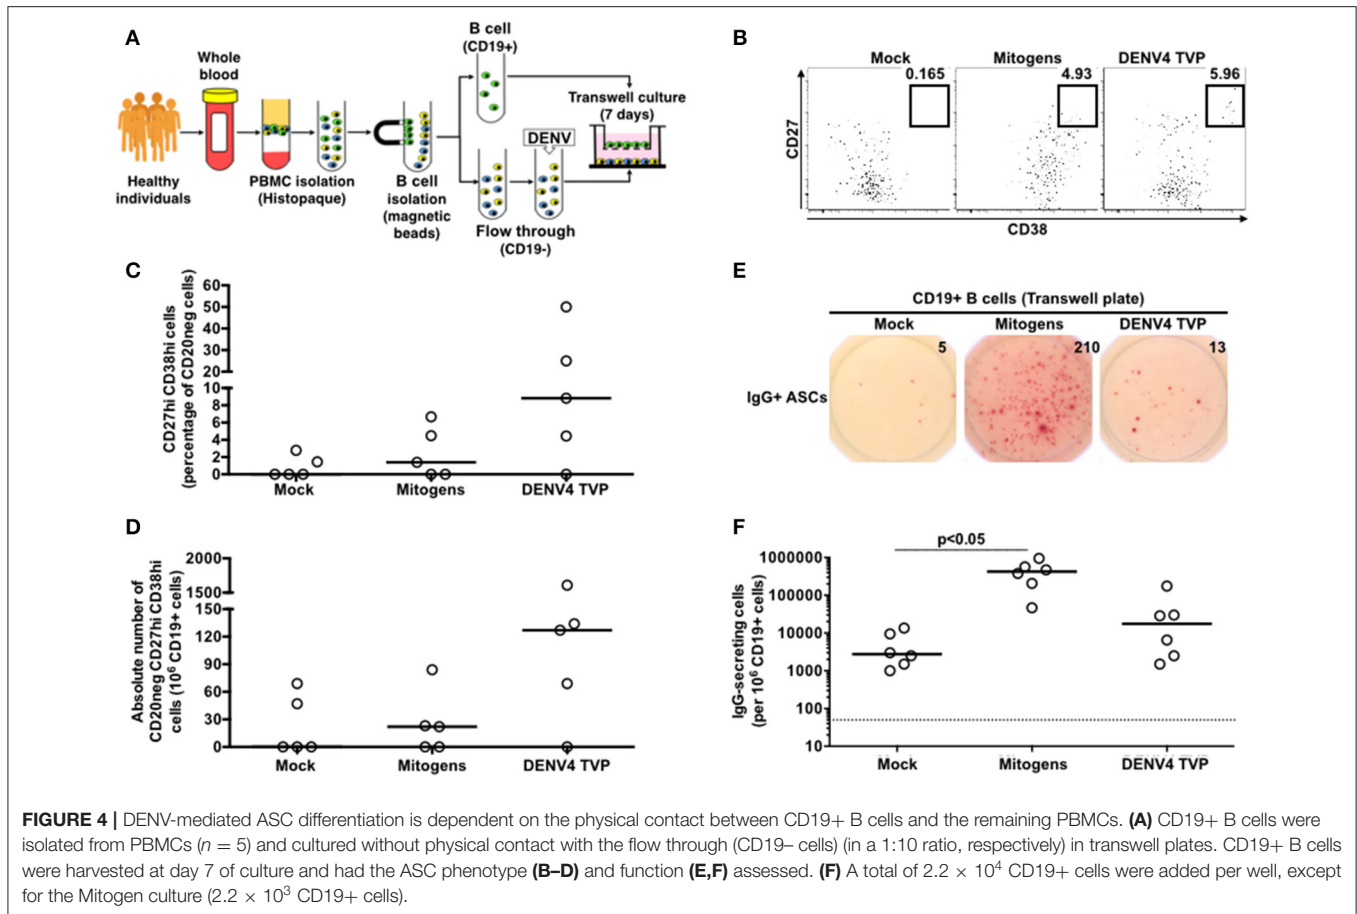 A
Whole
blood
B cell
(CD19+)
Transwell culture
(7 days)
DENV
Healthy
individuals
PBMC isolation
(Histopaque)
B cell
isolation
(magnetic
beads)
Flow through
(CD19-)
B
Mock
Mitogens
DENV4 TVP
0.165
4.93
5.96
CD27
CD38
C
CD27hi CD38hi cells
(percentage of CD20neg cells)
60
50
40
30
20
10
8
6
4
2
0
Mock
Mitogens
DENV4 TVP
E
CD19+ B cells (Transwell plate)
Mock
Mitogens
DENV4 TVP
5
210
13
IgG+ ASCs
D
Absolute number of
CD20neg CD27hi CD38hi
cells (10⁶ CD19+ cells)
2000
1500
150
120
90
60
30
0
Mock
Mitogens
DENV4 TVP
F
p<0.05
IgG-secreting cells
(per 10⁶ CD19+ cells)
1000000
100000
10000
1000
100
10
Mock
Mitogens
DENV4 TVP
FIGURE 4 | DENV-mediated ASC differentiation is dependent on the physical contact between CD19+ B cells and the remaining PBMCs. (A) CD19+ B cells were
isolated from PBMCs (n = 5) and cultured without physical contact with the flow through (CD19– cells) (in a 1:10 ratio, respectively) in transwell plates. CD19+ B cells
were harvested at day 7 of culture and had the ASC phenotype (B–D) and function (E,F) assessed. (F) A total of 2.2 × 10⁴ CD19+ cells were added per well, except
for the Mitogen culture (2.2 × 10³ CD19+ cells).